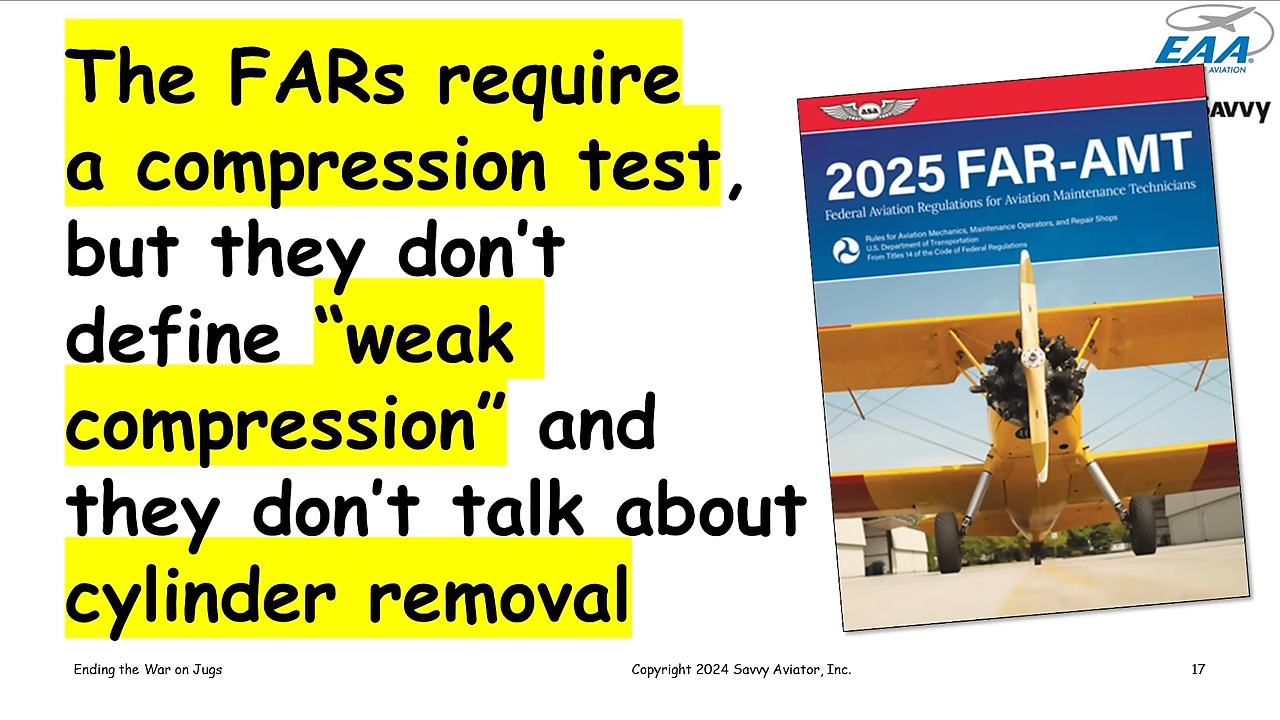 The FARs require
a compression test,
but they don’t
define “weak
compression” and
they don’t talk about
cylinder removal
EAA
AVIATION
SAVVY
ASA
2025 FAR-AMT
Federal Aviation Regulations for Aviation Maintenance Technicians
Rules for Aviation Mechanics, Maintenance Operators, and Repair Shops
U.S. Department of Transportation
From Titles 14 of the Code of Federal Regulations
Ending the War on Jugs
Copyright 2024 Savvy Aviator, Inc.
17